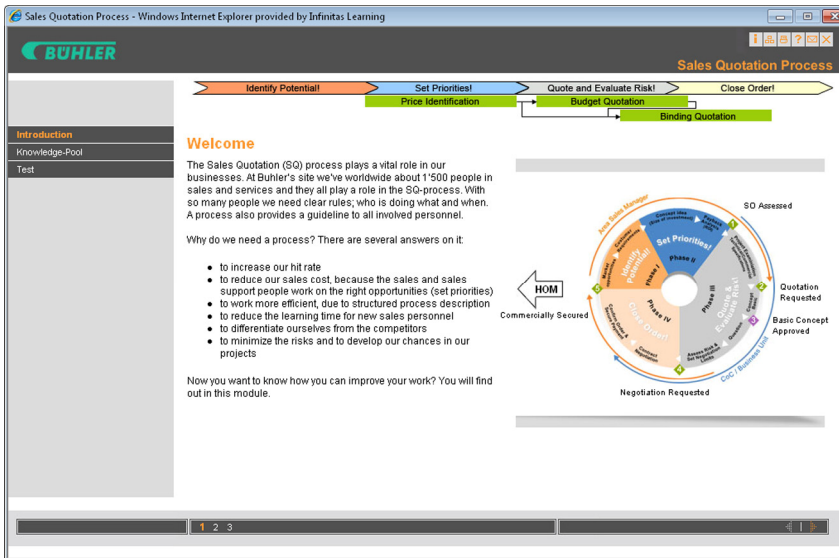 Sales Quotation Process - Windows Internet Explorer provided by Infinitas Learning
BÜHLER
Sales Quotation Process
Identify Potential!
Set Priorities!
Quote and Evaluate Risk!
Close Order!
Price Identification
Budget Quotation
Binding Quotation
Introduction
Knowledge-Pool
Test
Welcome
The Sales Quotation (SQ) process plays a vital role in our
businesses. At Buhler's site we've worldwide about 1'500 people in
sales and services and they all play a role in the SQ-process. With
so many people we need clear rules; who is doing what and when.
A process also provides a guideline to all involved personnel.
Why do we need a process? There are several answers on it:
to increase our hit rate
to reduce our sales cost, because the sales and sales
support people work on the right opportunities (set priorities)
to work more efficient, due to structured process description
to reduce the learning time for new sales personnel
to differentiate ourselves from the competitors
to minimize the risks and to develop our chances in our
projects
Now you want to know how you can improve your work? You will find
out in this module.
Area Sales Manager
SO Assessed
Set Priorities!
Phase II
Identify
Potential!
Phase I
Phase III
Quote &
Evaluate Risk!
Phase IV
Close Order!
1
2
3
4
5
HOM
Commercially Secured
Quotation
Requested
Basic Concept
Approved
Contract
Negotiation
Assess Risk &
Set Negotiation
Limits
Question
CoC / Business Unit
Negotiation Requested
1 2 3